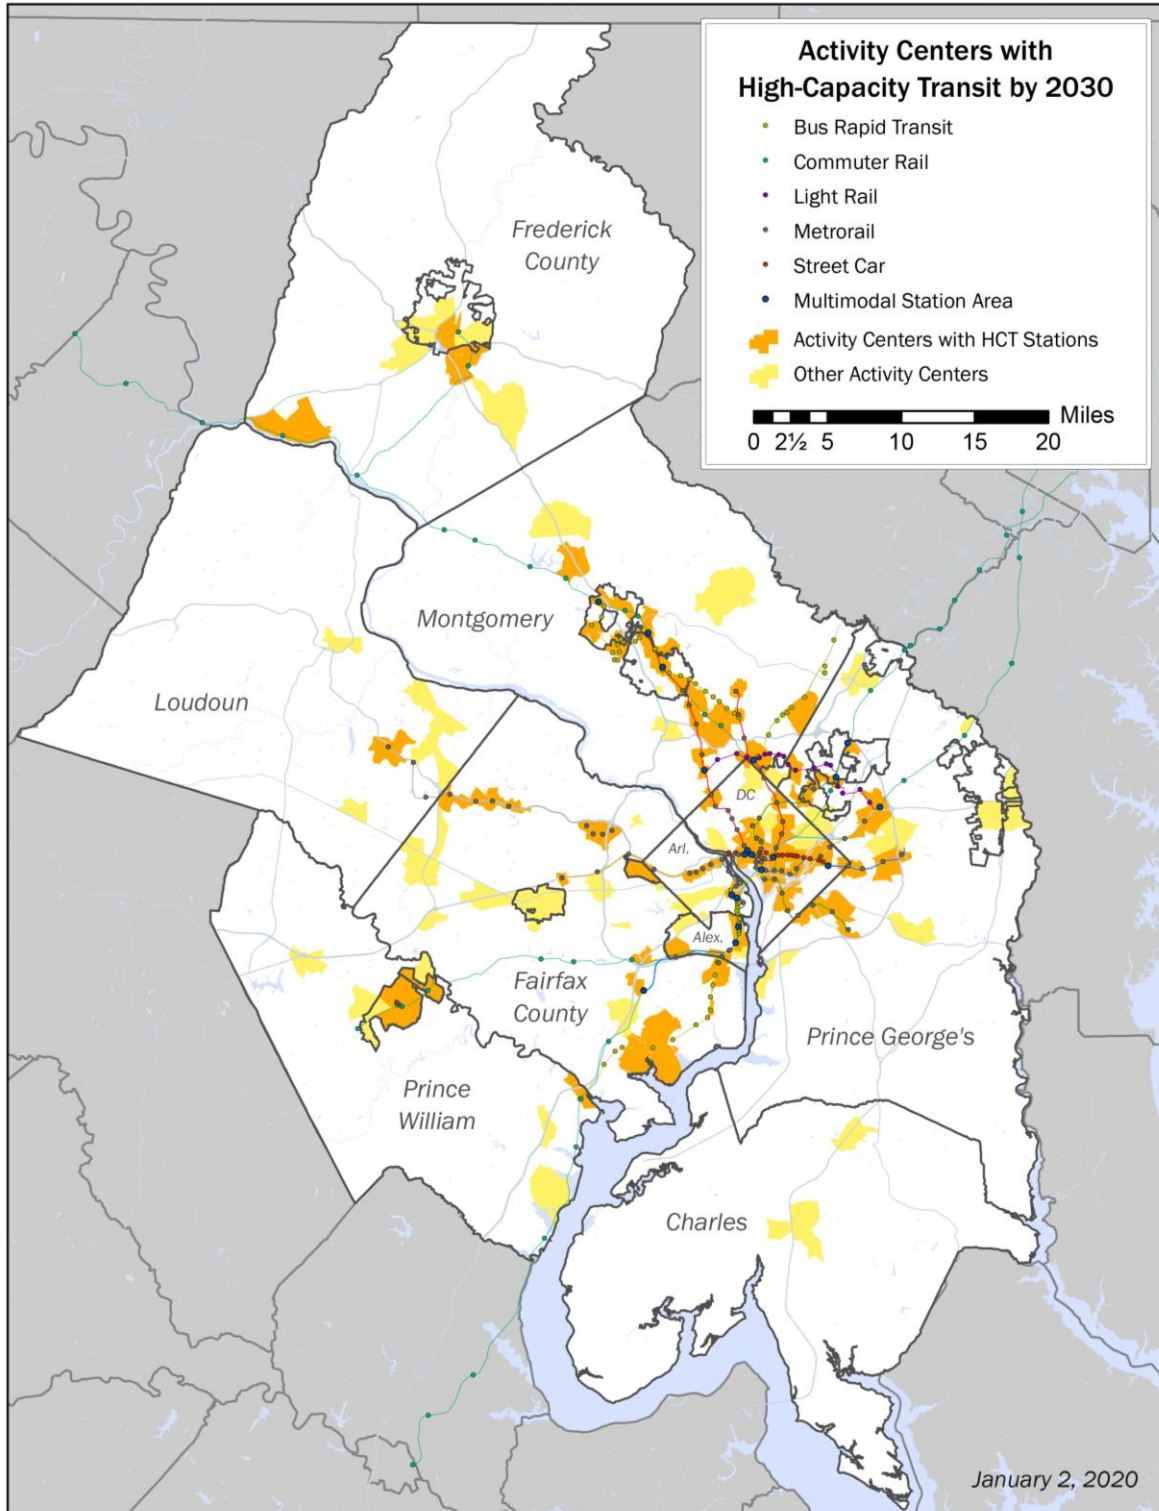 Activity Centers with
High-Capacity Transit by 2030
Bus Rapid Transit
Commuter Rail
Light Rail
Metrorail
Street Car
Multimodal Station Area
Activity Centers with HCT Stations
Other Activity Centers
Miles
0 2½ 5 10 15 20
Frederick
County
Montgomery
Loudoun
DC
Arl.
Alex.
Fairfax
County
Prince George's
Prince
William
Charles
January 2, 2020